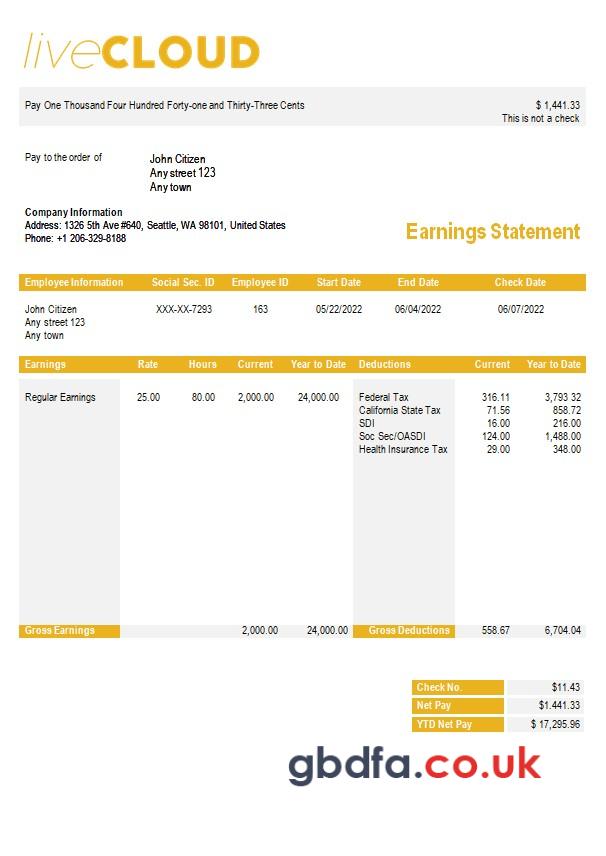 liveCLOUD
Pay One Thousand Four Hundred Forty-one and Thirty-Three Cents $ 1,441.33
This is not a check
Pay to the order of John Citizen
Any street 123
Any town
Company Information
Address: 1326 5th Ave #640, Seattle, WA 98101, United States
Phone: +1 206-329-8188
Earnings Statement
Employee Information Social Sec. ID Employee ID Start Date End Date Check Date
John Citizen XXX-XX-7293 163 05/22/2022 06/04/2022 06/07/2022
Any street 123
Any town
Earnings Rate Hours Current Year to Date Deductions Current Year to Date
Regular Earnings 25.00 80.00 2,000.00 24,000.00 Federal Tax 316.11 3,793 32
California State Tax 71.56 858.72
SDI 16.00 216.00
Soc Sec/OASDI 124.00 1,488.00
Health Insurance Tax 29.00 348.00
Gross Earnings 2,000.00 24,000.00 Gross Deductions 558.67 6,704.04
Check No. $11.43
Net Pay $1.441.33
YTD Net Pay $ 17,295.96
gbdfa.co.uk